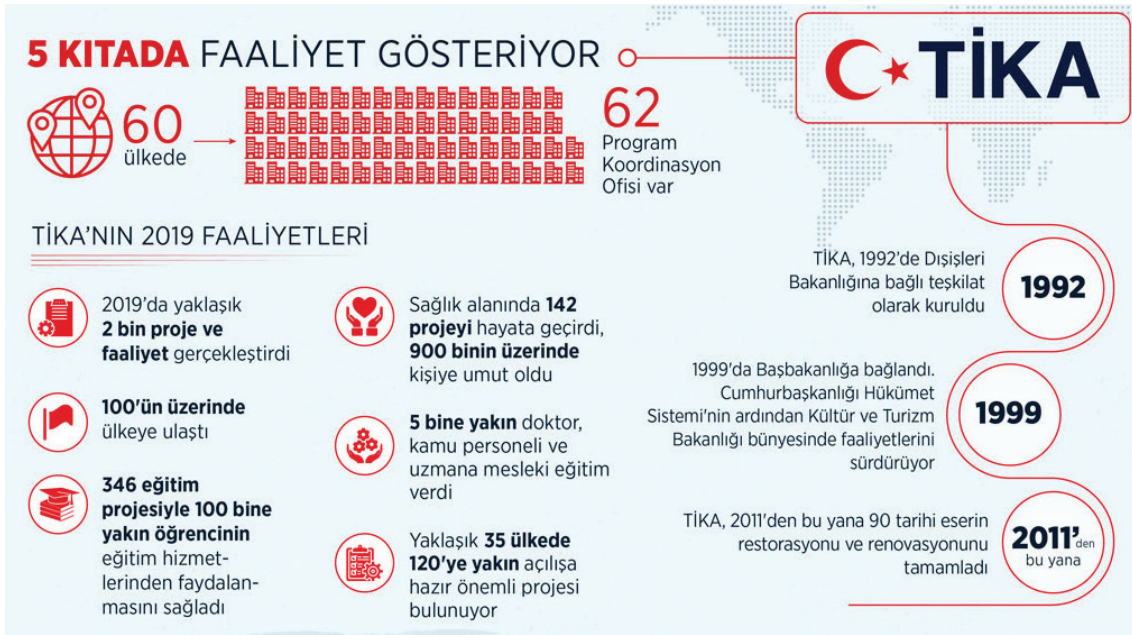 5 KITADA FAALİYET GÖSTERİYOR
TİKA
60
ülkede
62
Program
Koordinasyon
Ofisi var
TİKA'NIN 2019 FAALİYETLERİ
2019'da yaklaşık
2 bin proje ve
faaliyet gerçekleştirdi
100'ün üzerinde
ülkeye ulaştı
346 eğitim
projesiyle 100 bine
yakın öğrencinin
eğitim hizmet-
lerinden faydalan-
masını sağladı
Sağlık alanında 142
projeyi hayata geçirdi,
900 binin üzerinde
kişiye umut oldu
5 bine yakın doktor,
kamu personeli ve
uzmana mesleki eğitim
verdi
Yaklaşık 35 ülkede
120'ye yakın açılışa
hazır önemli projesi
bulunuyor
TİKA, 1992'de Dışişleri
Bakanlığına bağlı teşkilat
olarak kuruldu
1992
1999'da Başbakanlığa bağlandı.
Cumhurbaşkanlığı Hükümet
Sistemi'nin ardından Kültür ve Turizm
Bakanlığı bünyesinde faaliyetlerini
sürdürüyor
1999
TİKA, 2011'den bu yana 90 tarihi eserin
restorasyonu ve renovasyonunu
tamamladı
2011'den
bu yana